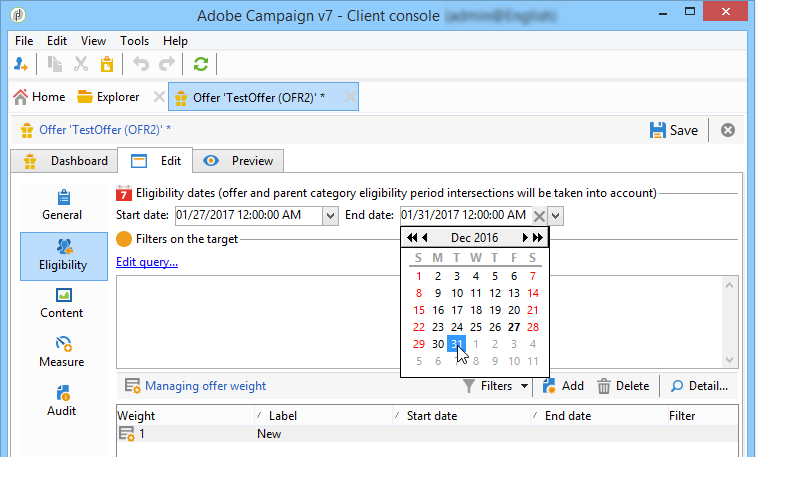 Adobe Campaign v7 - Client console
File Edit View Tools Help
Home Explorer Offer 'TestOffer (OFR2)' *
Offer 'TestOffer (OFR2)' * Save
Dashboard Edit Preview
General
Eligibility
Content
Measure
Audit
7 Eligibility dates (offer and parent category eligibility period intersections will be taken into account)
Start date: 01/27/2017 12:00:00 AM End date: 01/31/2017 12:00:00 AM
Filters on the target
Edit query...
Dec 2016
S M T W T F S
1 2 3 4 5 6 7
8 9 10 11 12 13 14
15 16 17 18 19 20 21
22 23 24 25 26 27 28
29 30 31 1 2 3 4
5 6 7 8 9 10 11
Managing offer weight Filters Add Delete Detail...
Weight Label Start date End date Filter
1 New